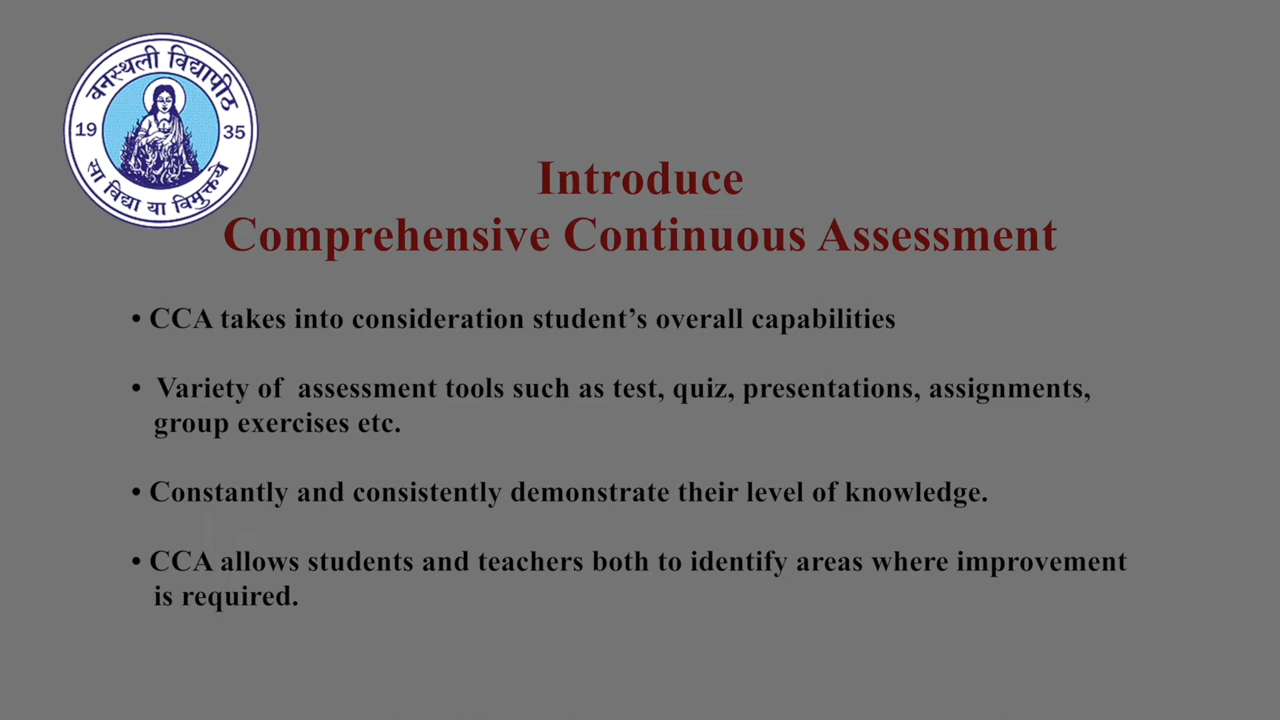 वनस्थली विद्यापीठ
19 35
सा विद्या या विमुक्तये
Introduce
Comprehensive Continuous Assessment
• CCA takes into consideration student’s overall capabilities
• Variety of assessment tools such as test, quiz, presentations, assignments,
group exercises etc.
• Constantly and consistently demonstrate their level of knowledge.
• CCA allows students and teachers both to identify areas where improvement
is required.